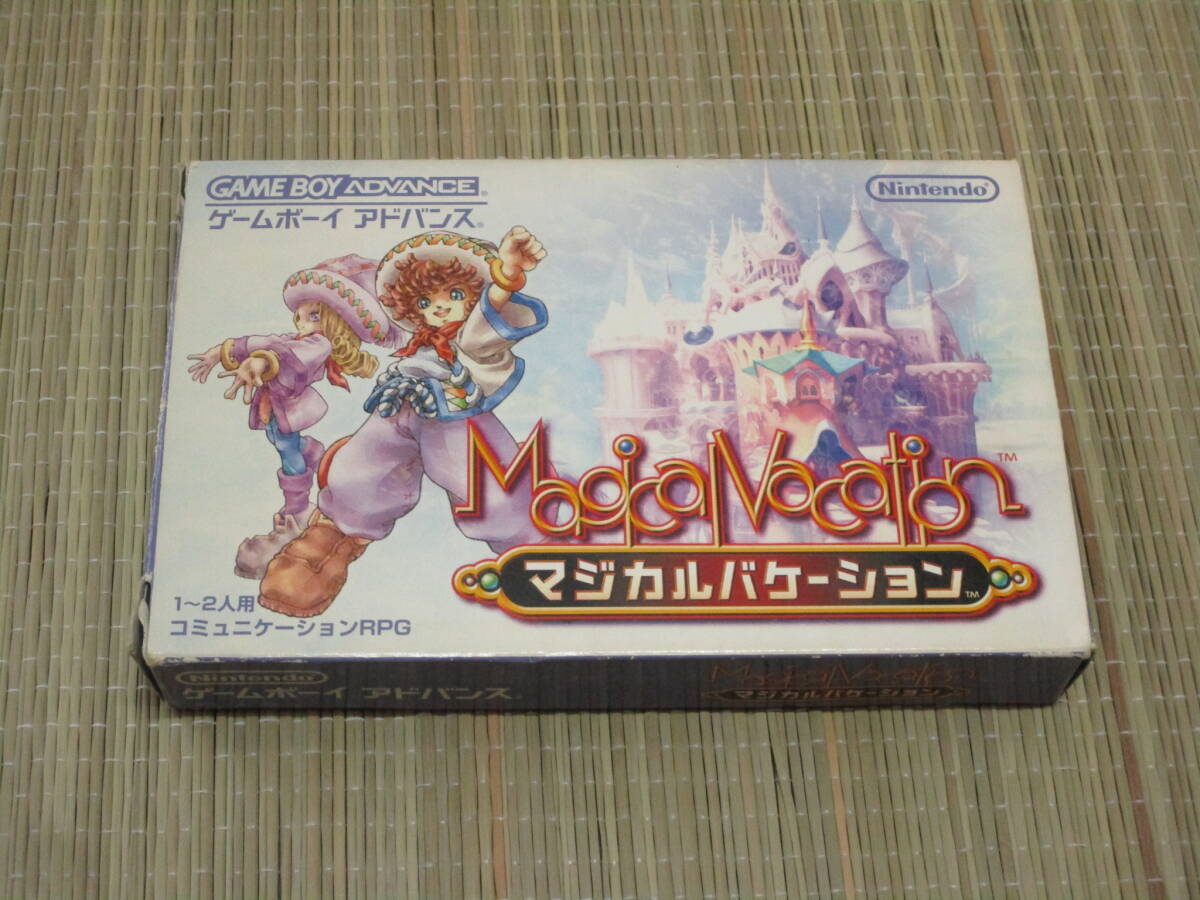 GAME BOY ADVANCE®
ゲームボーイ アドバンス®
Nintendo®
Magical Vacation™
マジカルバケーション™
1〜2人用
コミュニケーションRPG
Nintendo
ゲームボーイ アドバンス®
Magical Vacation
マジカルバケーション